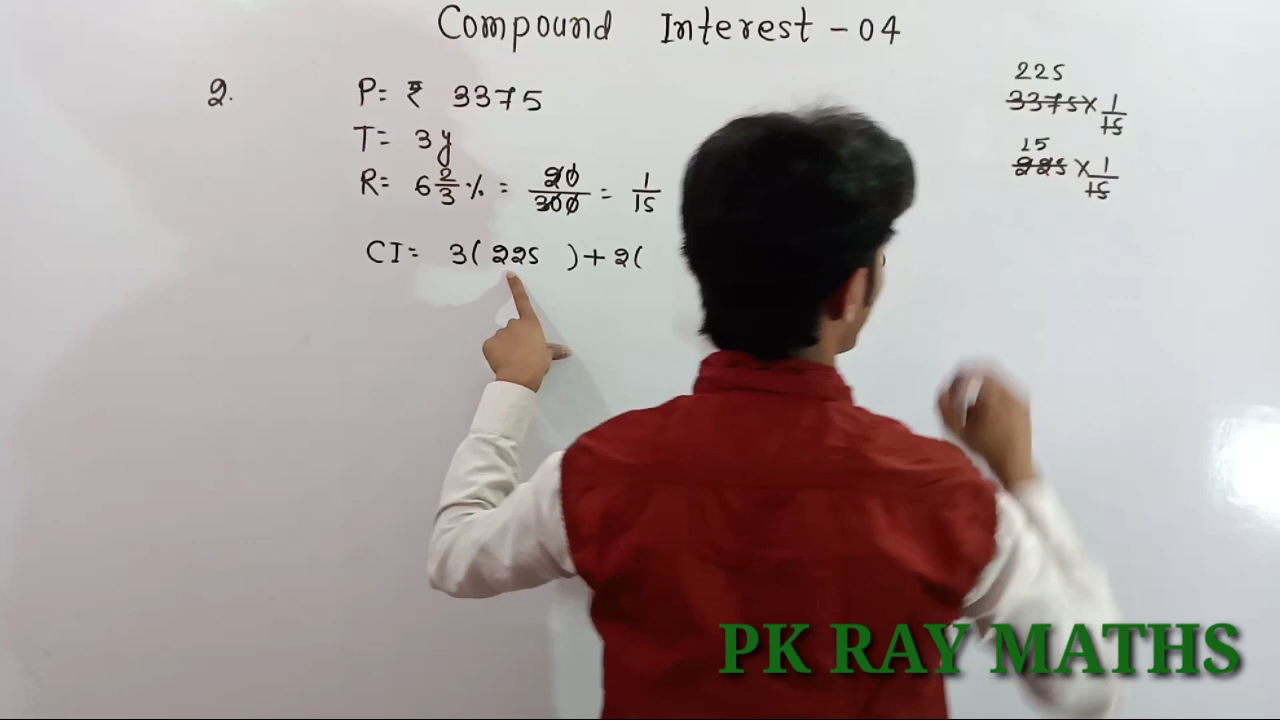 Compound Interest - 04
2.
P= ₹ 3375
T= 3y
R= 6 2/3 % = 20/300 = 1/15
CI= 3( 225 ) + 2(
225
3375 × 1/15
15
225 × 1/15
PK RAY MATHS